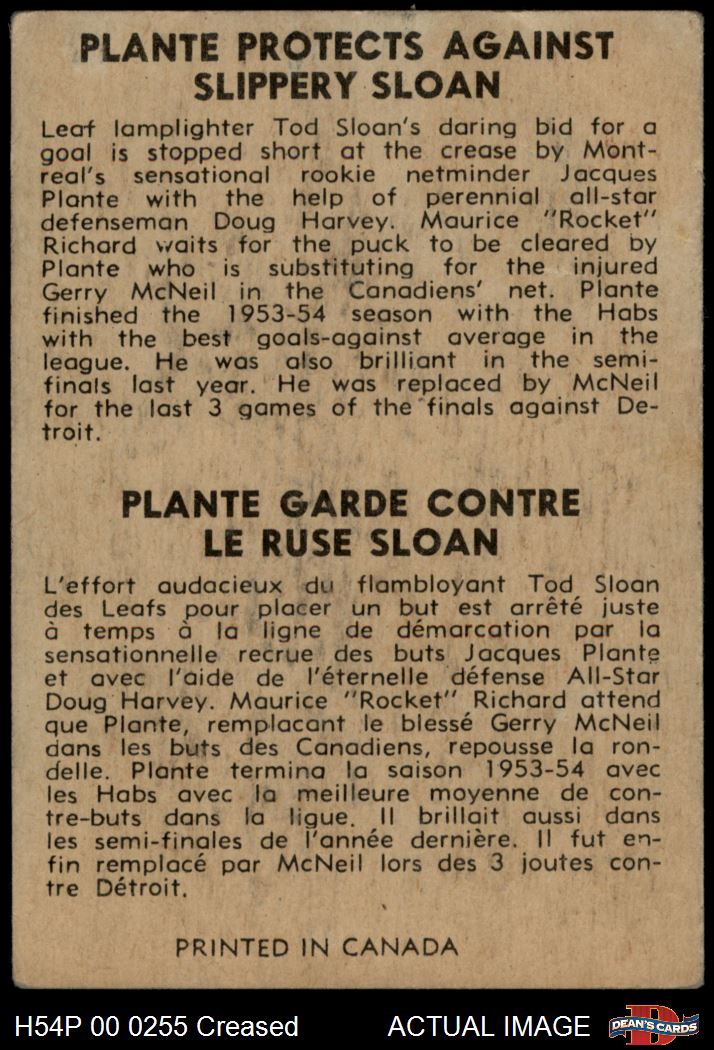 PLANTE PROTECTS AGAINST
SLIPPERY SLOAN
Leaf lamplighter Tod Sloan's daring bid for a
goal is stopped short at the crease by Mont-
real's sensational rookie netminder Jacques
Plante with the help of perennial all-star
defenseman Doug Harvey. Maurice "Rocket"
Richard waits for the puck to be cleared by
Plante who is substituting for the injured
Gerry McNeil in the Canadiens' net. Plante
finished the 1953-54 season with the Habs
with the best goals-against average in the
league. He was also brilliant in the semi-
finals last year. He was replaced by McNeil
for the last 3 games of the finals against De-
troit.
PLANTE GARDE CONTRE
LE RUSE SLOAN
L'effort audacieux du flambloyant Tod Sloan
des Leafs pour placer un but est arrêté juste
à temps à la ligne de démarcation par la
sensationnelle recrue des buts Jacques Plante
et avec l'aide de l'éternelle défense All-Star
Doug Harvey. Maurice "Rocket" Richard attend
que Plante, remplacant le blessé Gerry McNeil
dans les buts des Canadiens, repousse la ron-
delle. Plante termina la saison 1953-54 avec
les Habs avec la meilleure moyenne de con-
tre-buts dans la ligue. Il brillait aussi dans
les semi-finales de l'année dernière. Il fut en-
fin remplacé par McNeil lors des 3 joutes con-
tre Détroit.
PRINTED IN CANADA
H54P 00 0255 Creased ACTUAL IMAGE DEAN'S CARDS